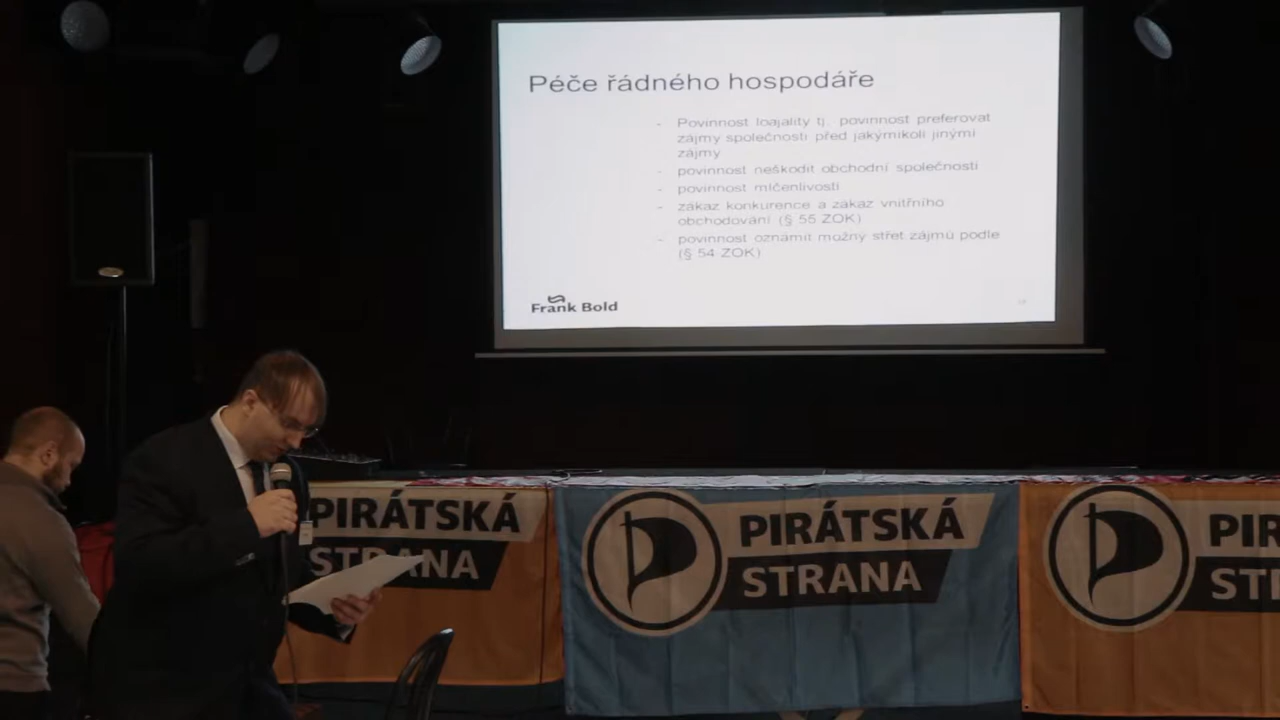 Péče řádného hospodáře
- Povinnost loajality tj. povinnost preferovat
zájmy společnosti před jakýmikoli jinými
zájmy
- povinnost neškodit obchodní společnosti
- povinnost mlčenlivosti
- zákaz konkurence a zákaz vnitřního
obchodování (§ 55 ZOK)
- povinnost oznámit možný střet zájmů podle
(§ 54 ZOK)
Frank Bold
PIRÁTSKÁ
STRANA
PIRÁTSKÁ
STRANA
PIR
ST